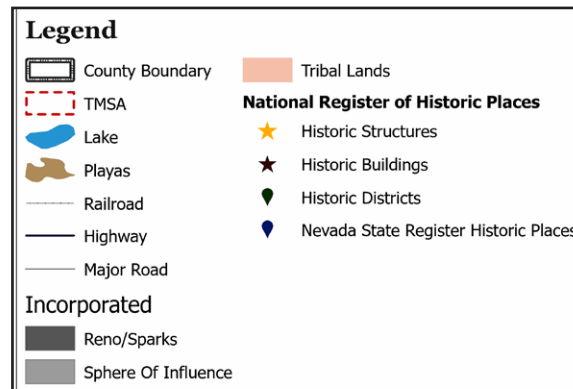 Legend
County Boundary
TMSA
Lake
Playas
Railroad
Highway
Major Road
Incorporated
Reno/Sparks
Sphere Of Influence
Tribal Lands
National Register of Historic Places
Historic Structures
Historic Buildings
Historic Districts
Nevada State Register Historic Places